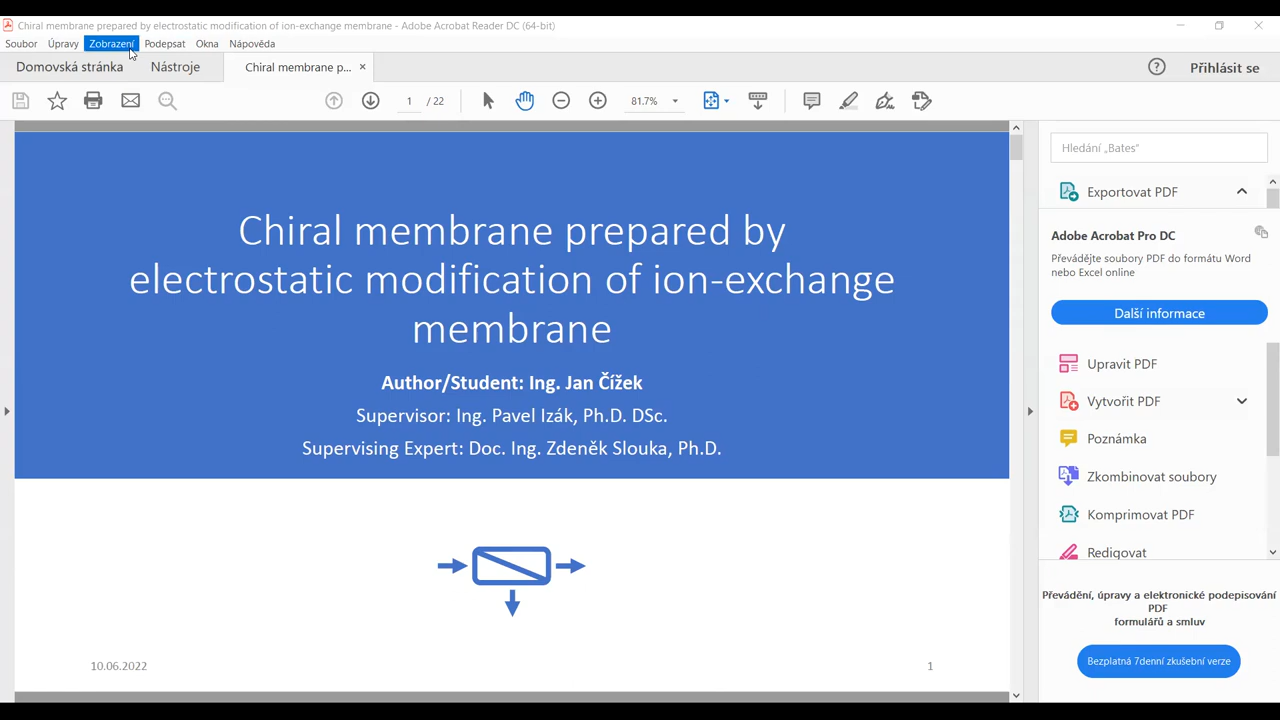 Chiral membrane prepared by electrostatic modification of ion-exchange membrane - Adobe Acrobat Reader DC (64-bit)
Soubor Úpravy Zobrazení Podepsat Okna Nápověda
Domovská stránka Nástroje Chiral membrane p... ×
Přihlásit se
1 / 22 81.7%
Hledání „Bates"
Exportovat PDF
Adobe Acrobat Pro DC
Převádějte soubory PDF do formátu Word
nebo Excel online
Další informace
Upravit PDF
Vytvořit PDF
Poznámka
Zkombinovat soubory
Komprimovat PDF
Redigovat
Převádění, úpravy a elektronické podepisování
PDF
formulářů a smluv
Bezplatná 7denní zkušební verze
Chiral membrane prepared by
electrostatic modification of ion-exchange
membrane
Author/Student: Ing. Jan Čížek
Supervisor: Ing. Pavel Izák, Ph.D. DSc.
Supervising Expert: Doc. Ing. Zdeněk Slouka, Ph.D.
10.06.2022 1